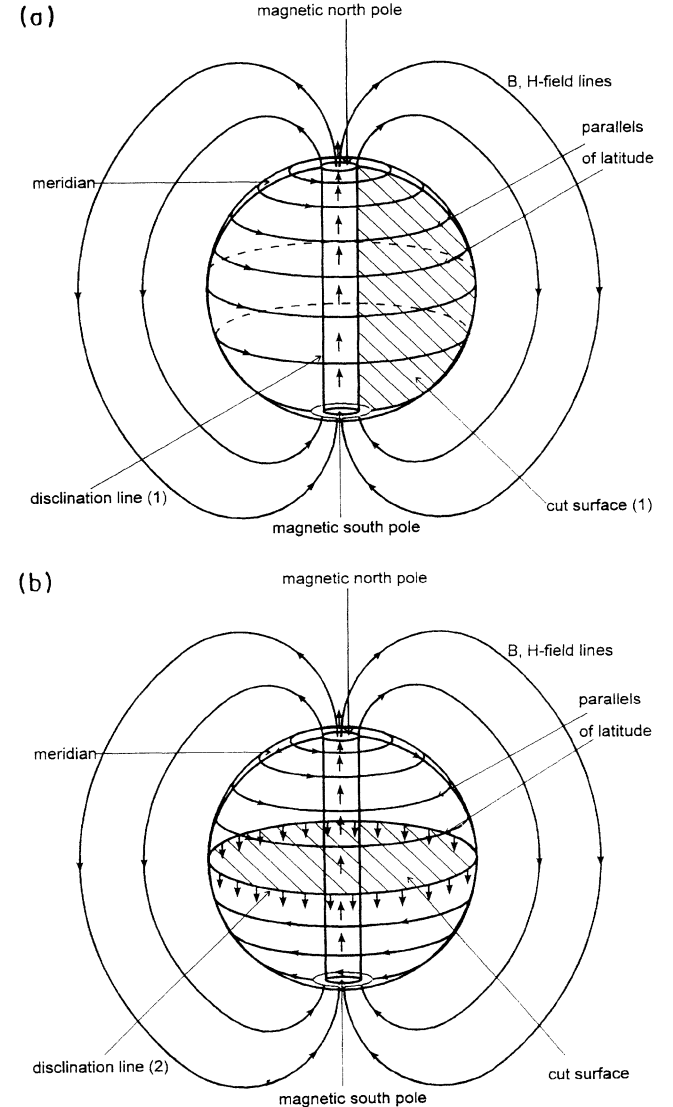 (a)
magnetic north pole
B, H-field lines
parallels
of latitude
meridian
disclination line (1)
cut surface (1)
magnetic south pole
(b)
magnetic north pole
B, H-field lines
parallels
of latitude
meridian
disclination line (2)
cut surface
magnetic south pole